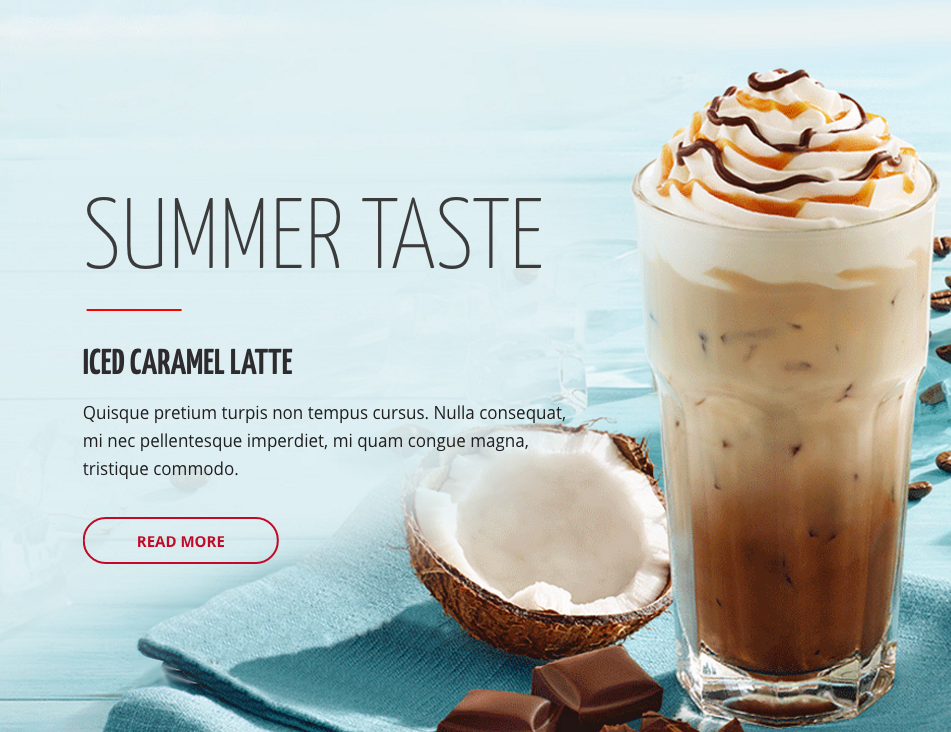 SUMMER TASTE
ICED CARAMEL LATTE
Quisque pretium turpis non tempus cursus. Nulla consequat,
mi nec pellentesque imperdiet, mi quam congue magna,
tristique commodo.
READ MORE